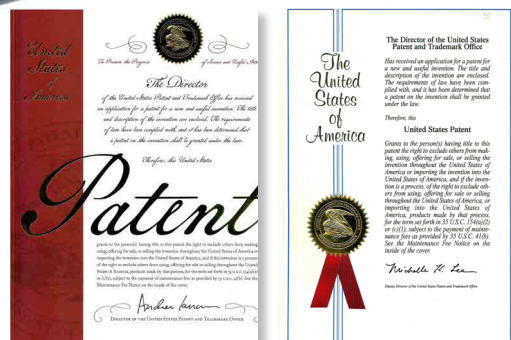 United
States
of
America
To Promote the Progress
of Science and Useful Arts
The Director
of the United States Patent and Trademark Office has received
an application for a patent for a new and useful invention. The title
and description of the invention are enclosed. The requirements
of law have been complied with, and it has been determined that
a patent on the invention shall be granted under the law.
Therefore, this United States
Patent
grants to the person(s) having title to this patent the right to exclude others from making,
using, offering for sale, or selling the invention throughout the United States of America or
importing the invention into the United States of America, and if the invention is a process,
of the right to exclude others from using, offering for sale or selling throughout the United
States of America, products made by that process, for the term set forth in 35 U.S.C. 154(a)(2)
or (c)(1), subject to the payment of maintenance fees as provided by 35 U.S.C. 41(b). See the
Maintenance Fee Notice on the inside of the cover.
Director of the United States Patent and Trademark Office
The
United
States
of
America
The Director of the United States
Patent and Trademark Office
Has received an application for a patent for
a new and useful invention. The title and
description of the invention are enclosed.
The requirements of law have been com-
plied with, and it has been determined that
a patent on the invention shall be granted
under the law.
Therefore, this
United States Patent
Grants to the person(s) having title to this
patent the right to exclude others from mak-
ing, using, offering for sale, or selling the
invention throughout the United States of
America or importing the invention into the
United States of America, and if the inven-
tion is a process, of the right to exclude oth-
ers from using, offering for sale or selling
throughout the United States of America, or
importing into the United States of
America, products made by that process,
for the term set forth in 35 U.S.C. 154(a)(2)
or (c)(1), subject to the payment of mainte-
nance fees as provided by 35 U.S.C. 41(b).
See the Maintenance Fee Notice on the
inside of the cover.
Michelle K. Lee
Deputy Director of the United States Patent and Trademark Office